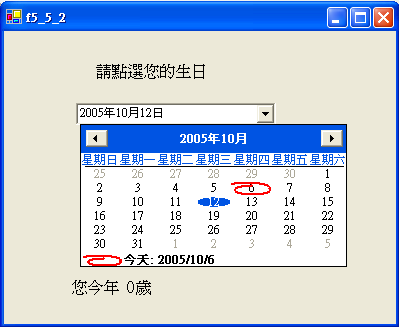 f5_5_2
請點選您的生日
2005年10月12日
2005年10月
星期日 星期一 星期二 星期三 星期四 星期五 星期六
25 26 27 28 29 30 1
2 3 4 5 6 7 8
9 10 11 12 13 14 15
16 17 18 19 20 21 22
23 24 25 26 27 28 29
30 31 1 2 3 4 5
今天: 2005/10/6
您今年 0歲